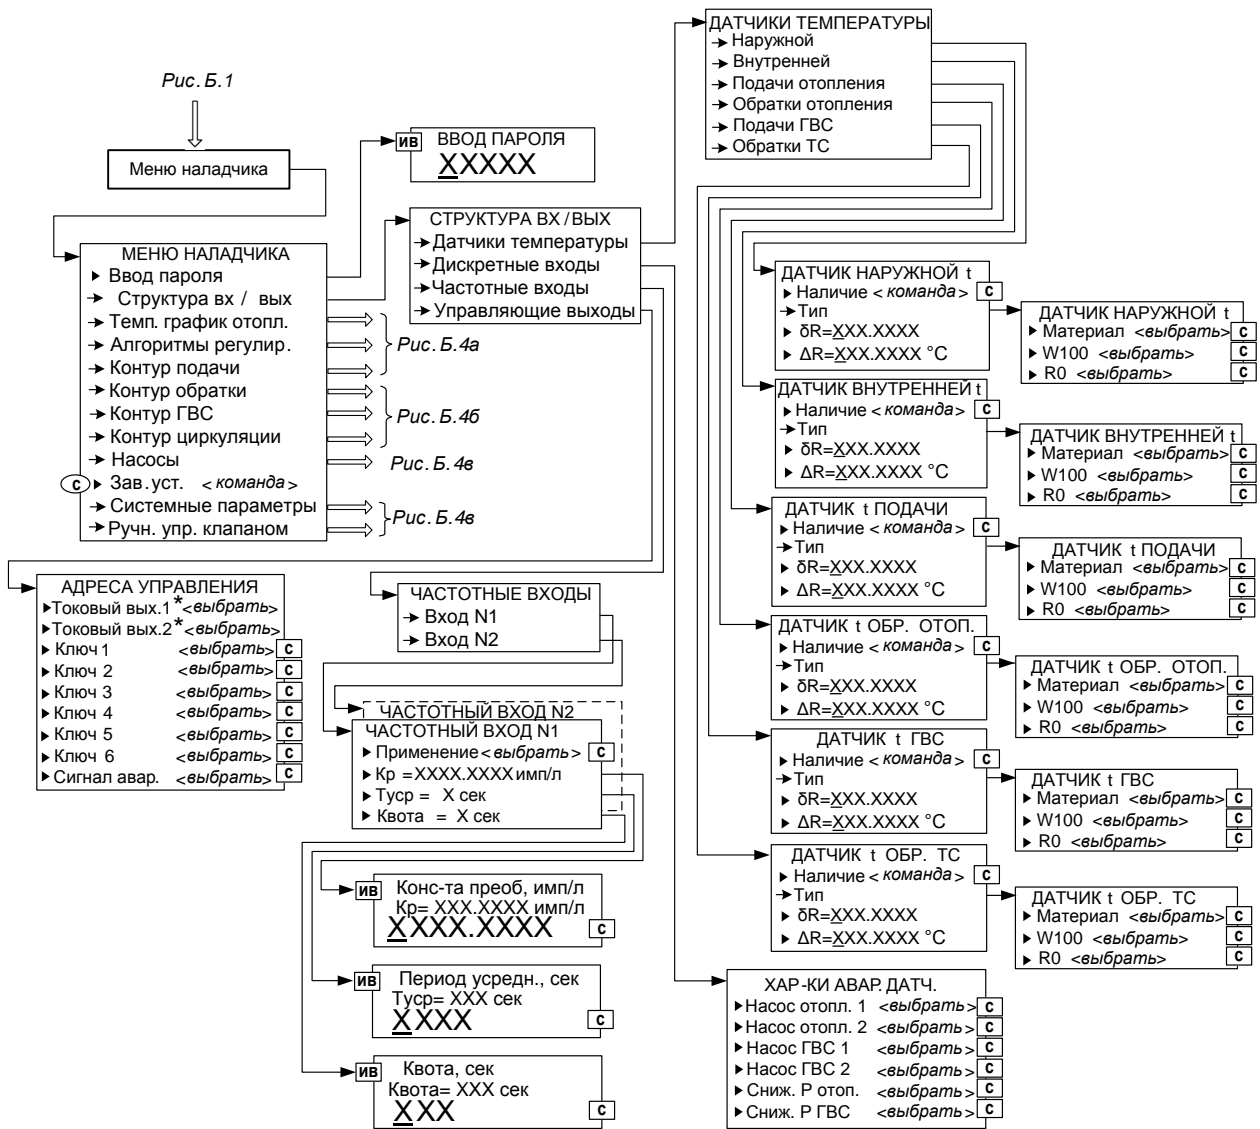 Рис. Б.1
Меню наладчика
МЕНЮ НАЛАДЧИКА
Ввод пароля
Структура вх / вых
Темп. график отопл.
Алгоритмы регулир.
Контур подачи
Контур обратки
Контур ГВС
Контур циркуляции
Насосы
с Зав.уст. <команда>
Системные параметры
Ручн. упр. клапаном
Рис. Б.4а
Рис. Б.4б
Рис. Б.4в
Рис. Б.4в
ив ВВОД ПАРОЛЯ
XXXXX
СТРУКТУРА ВХ /ВЫХ
Датчики температуры
Дискретные входы
Частотные входы
Управляющие выходы
ДАТЧИКИ ТЕМПЕРАТУРЫ
Наружной
Внутренней
Подачи отопления
Обратки отопления
Подачи ГВС
Обратки ТС
ДАТЧИК НАРУЖНОЙ t
Наличие <команда> с
Тип
δR=XXX.XXXX
ΔR=XXX.XXXX °C
ДАТЧИК НАРУЖНОЙ t
Материал <выбрать> с
W100 <выбрать> с
R0 <выбрать> с
ДАТЧИК ВНУТРЕННЕЙ t
Наличие <команда> с
Тип
δR=XXX.XXXX
ΔR=XXX.XXXX °C
ДАТЧИК ВНУТРЕННЕЙ t
Материал <выбрать> с
W100 <выбрать> с
R0 <выбрать> с
ДАТЧИК t ПОДАЧИ
Наличие <команда> с
Тип
δR=XXX.XXXX
ΔR=XXX.XXXX °C
ДАТЧИК t ПОДАЧИ
Материал <выбрать> с
W100 <выбрать> с
R0 <выбрать> с
ДАТЧИК t ОБР. ОТОП.
Наличие <команда> с
Тип
δR=XXX.XXXX
ΔR=XXX.XXXX °C
ДАТЧИК t ОБР. ОТОП.
Материал <выбрать> с
W100 <выбрать> с
R0 <выбрать> с
ДАТЧИК t ГВС
Наличие <команда> с
Тип
δR=XXX.XXXX
ΔR=XXX.XXXX °C
ДАТЧИК t ГВС
Материал <выбрать> с
W100 <выбрать> с
R0 <выбрать> с
ДАТЧИК t ОБР. ТС
Наличие <команда> с
Тип
δR=XXX.XXXX
ΔR=XXX.XXXX °C
ДАТЧИК t ОБР. ТС
Материал <выбрать> с
W100 <выбрать> с
R0 <выбрать> с
АДРЕСА УПРАВЛЕНИЯ
Токовый вых.1* <выбрать>
Токовый вых.2* <выбрать>
Ключ 1 <выбрать> с
Ключ 2 <выбрать> с
Ключ 3 <выбрать> с
Ключ 4 <выбрать> с
Ключ 5 <выбрать> с
Ключ 6 <выбрать> с
Сигнал авар. <выбрать> с
ЧАСТОТНЫЕ ВХОДЫ
Вход N1
Вход N2
ЧАСТОТНЫЙ ВХОД N2
ЧАСТОТНЫЙ ВХОД N1
Применение <выбрать> с
Кр =XXXX.XXXX имп/л
Туср = X сек
Квота = X сек
ив Конс-та преоб, имп/л
Кр= XXX.XXXX имп/л
XXXX.XXXX с
ив Период усредн., сек
Туср= XXX сек
XXXX с
ив Квота, сек
Квота= XXX сек
XXX с
ХАР-КИ АВАР. ДАТЧ.
Насос отопл. 1 <выбрать> с
Насос отопл. 2 <выбрать> с
Насос ГВС 1 <выбрать> с
Насос ГВС 2 <выбрать> с
Сниж. Р отоп. <выбрать> с
Сниж. Р ГВС <выбрать> с